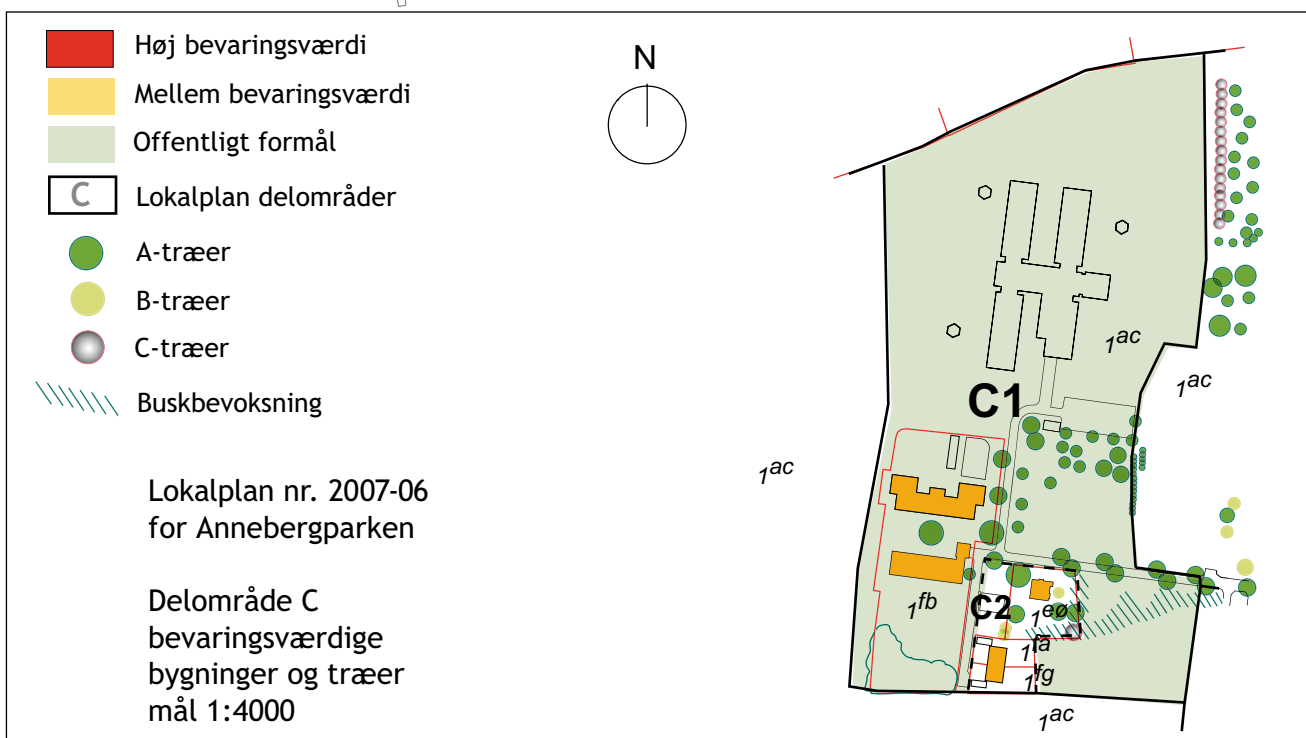 Høj bevaringsværdi
Mellem bevaringsværdi
Offentligt formål
C
Lokalplan delområder
A-træer
B-træer
C-træer
Buskbevoksning
Lokalplan nr. 2007-06
for Annebergparken
Delområde C
bevaringsværdige
bygninger og træer
mål 1:4000
N
1ac
1ac
C1
1ac
1fb
C2
1eø
1fa
1fg
1ac